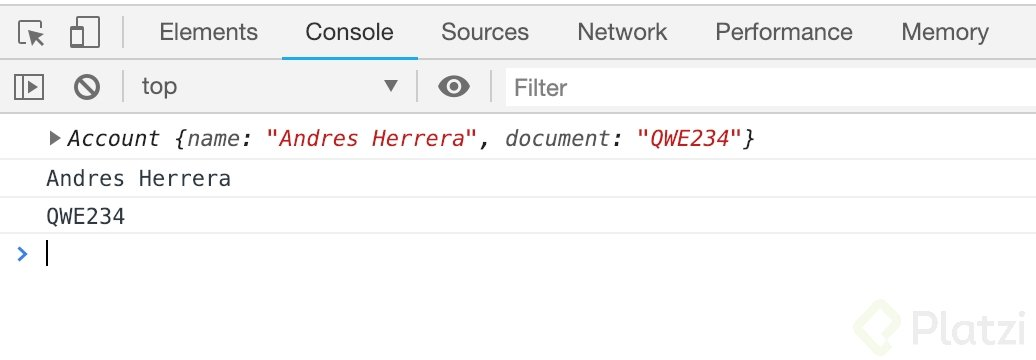 Elements Console Sources Network Performance Memory
top Filter
Account {name: "Andres Herrera", document: "QWE234"}
Andres Herrera
QWE234
Platzi